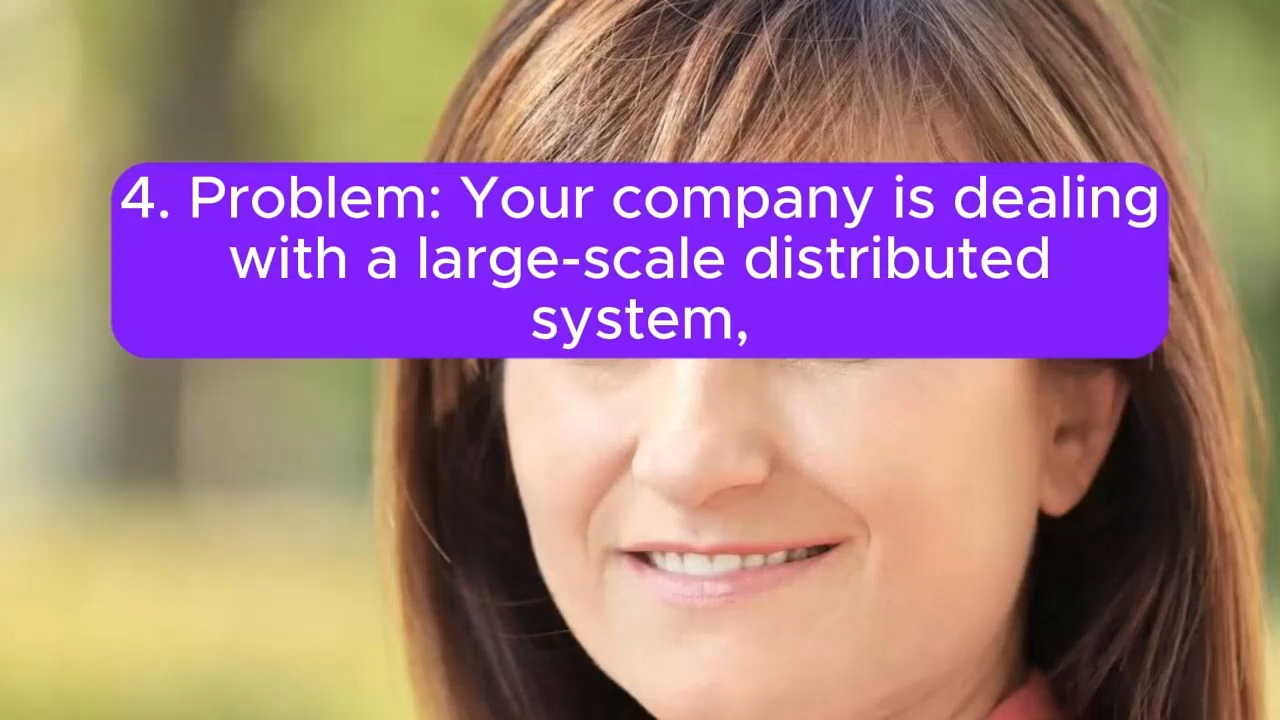 4. Problem: Your company is dealing
with a large-scale distributed
system,